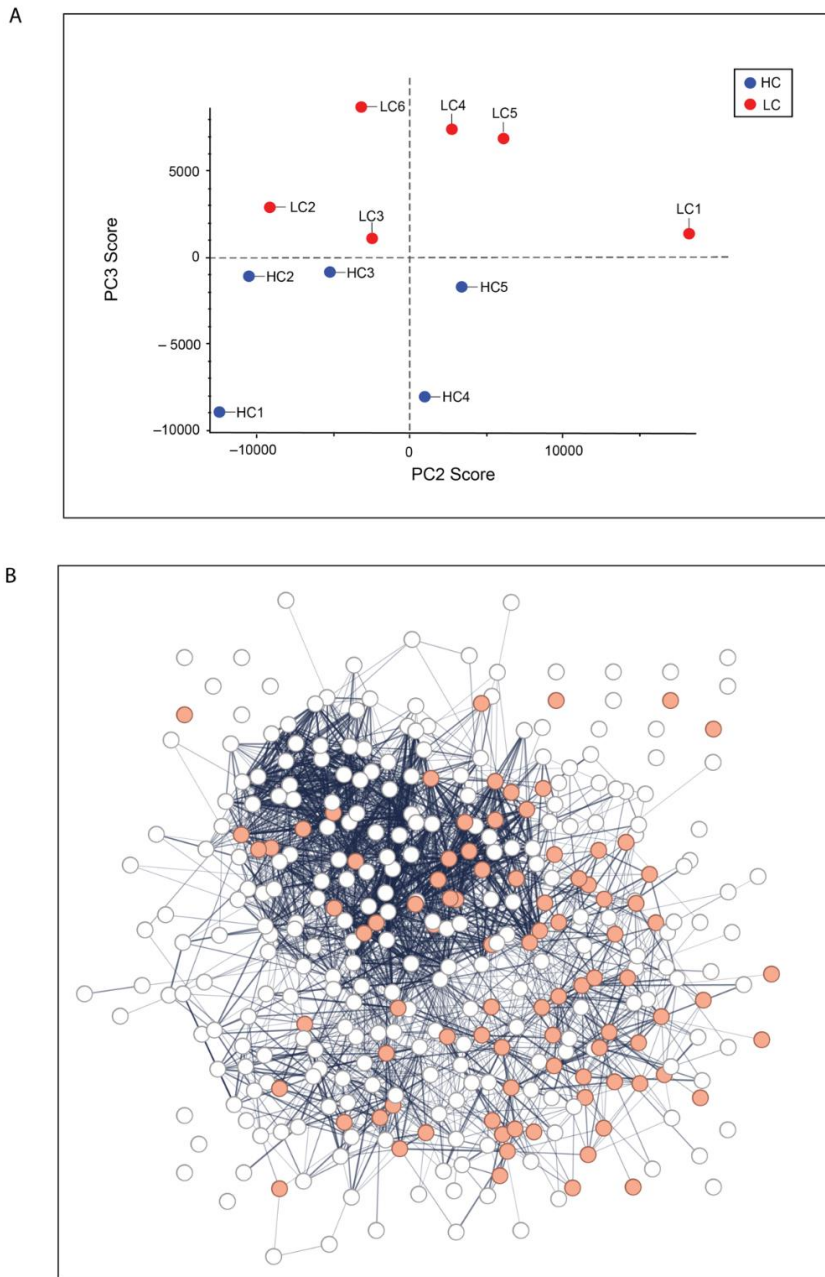 A
HC
LC
LC6
LC4
LC5
5000
LC2
LC3
LC1
0
HC2
HC3
HC5
PC3 Score
– 5000
HC4
HC1
–10000
–10000
0
10000
PC2 Score
B